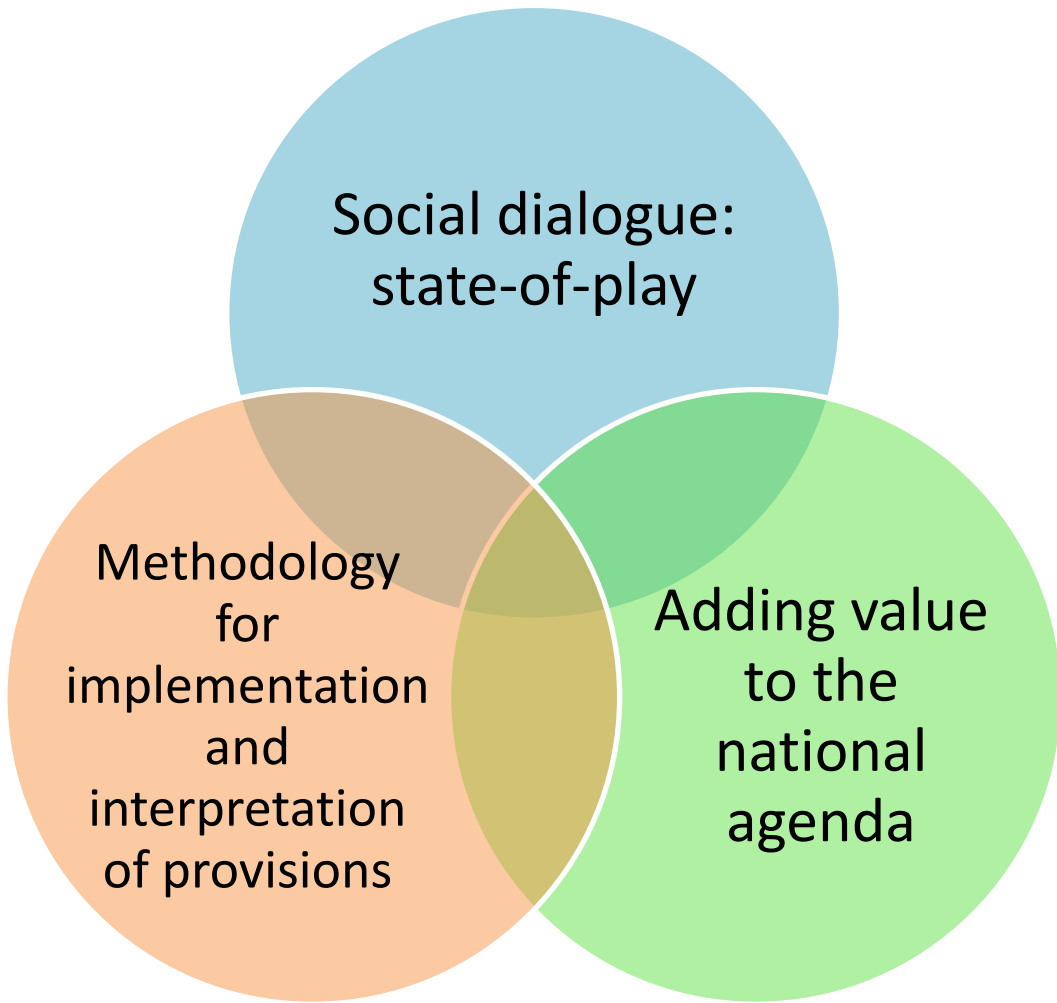 Social dialogue:
state-of-play
Methodology
for
implementation
and
interpretation
of provisions
Adding value
to the
national
agenda